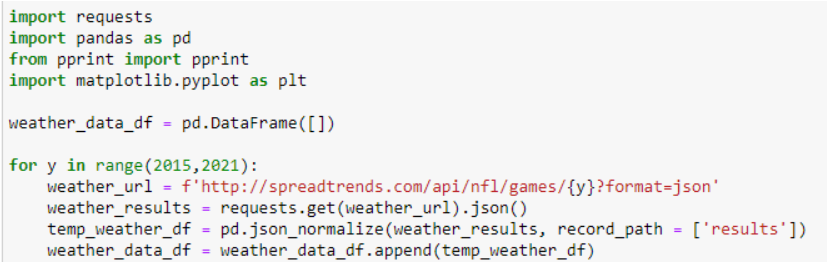 import requests
import pandas as pd
from pprint import pprint
import matplotlib.pyplot as plt

weather_data_df = pd.DataFrame([])

for y in range(2015,2021):
    weather_url = f'http://spreadtrends.com/api/nfl/games/{y}?format=json'
    weather_results = requests.get(weather_url).json()
    temp_weather_df = pd.json_normalize(weather_results, record_path = ['results'])
    weather_data_df = weather_data_df.append(temp_weather_df)